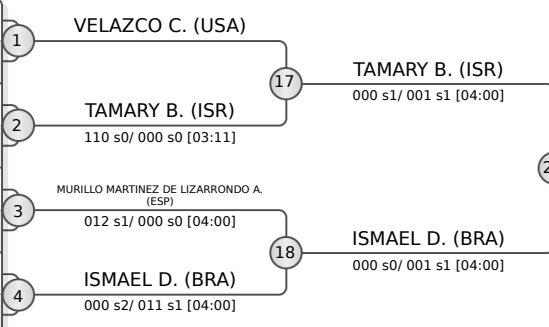 VELAZCO C. (USA)
1
17
TAMARY B. (ISR)
000 s1/ 001 s1 [04:00]
TAMARY B. (ISR)
2
110 s0/ 000 s0 [03:11]
2
MURILLO MARTINEZ DE LIZARRONDO A.
(ESP)
3
012 s1/ 000 s0 [04:00]
18
ISMAEL D. (BRA)
000 s0/ 001 s1 [04:00]
ISMAEL D. (BRA)
4
000 s2/ 011 s1 [04:00]